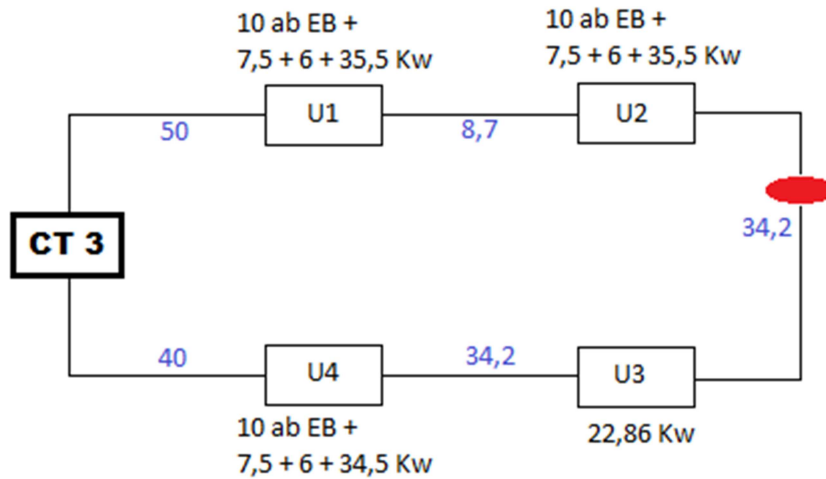 10 ab EB +
7,5 + 6 + 35,5 Kw
10 ab EB +
7,5 + 6 + 35,5 Kw
U1
U2
50
8,7
CT 3
34,2
40
34,2
U4
U3
10 ab EB +
7,5 + 6 + 34,5 Kw
22,86 Kw